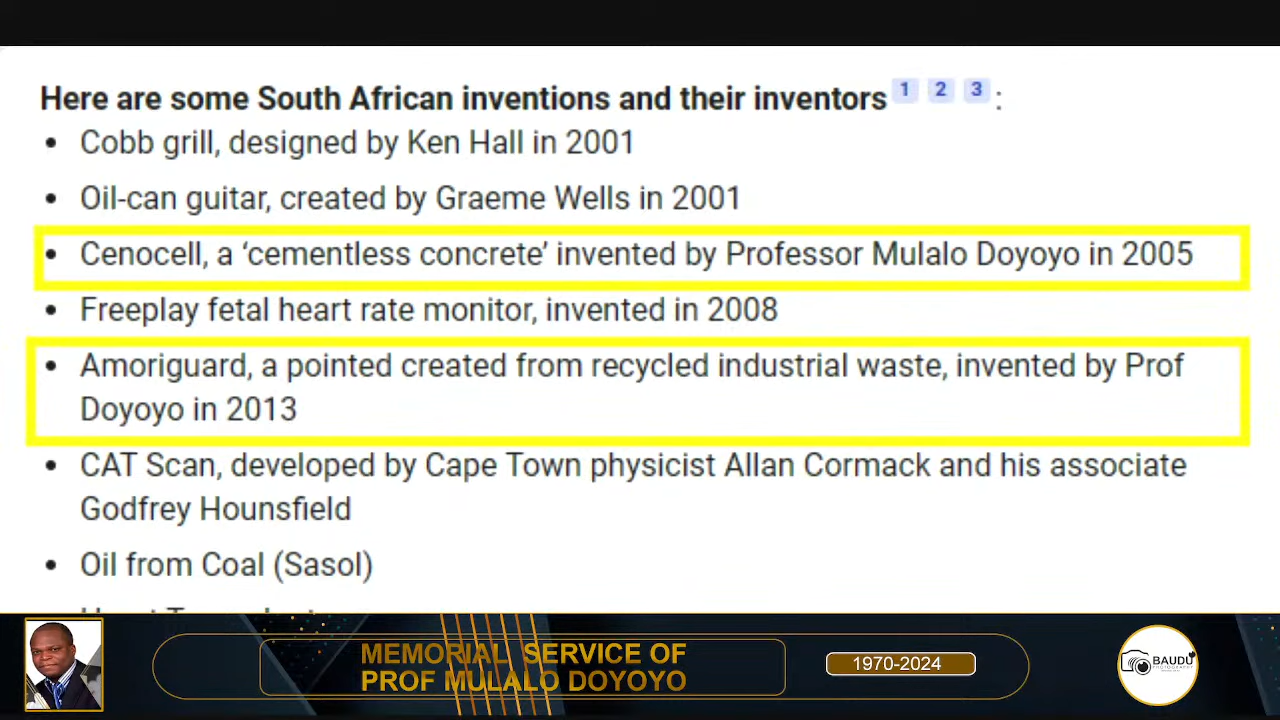 Here are some South African inventions and their inventors 1 2 3 :
• Cobb grill, designed by Ken Hall in 2001
• Oil-can guitar, created by Graeme Wells in 2001
• Cenocell, a ‘cementless concrete’ invented by Professor Mulalo Doyoyo in 2005
• Freeplay fetal heart rate monitor, invented in 2008
• Amoriguard, a pointed created from recycled industrial waste, invented by Prof
Doyoyo in 2013
• CAT Scan, developed by Cape Town physicist Allan Cormack and his associate
Godfrey Hounsfield
• Oil from Coal (Sasol)
MEMORIAL SERVICE OF
PROF MULALO DOYOYO
1970-2024
BAUDU